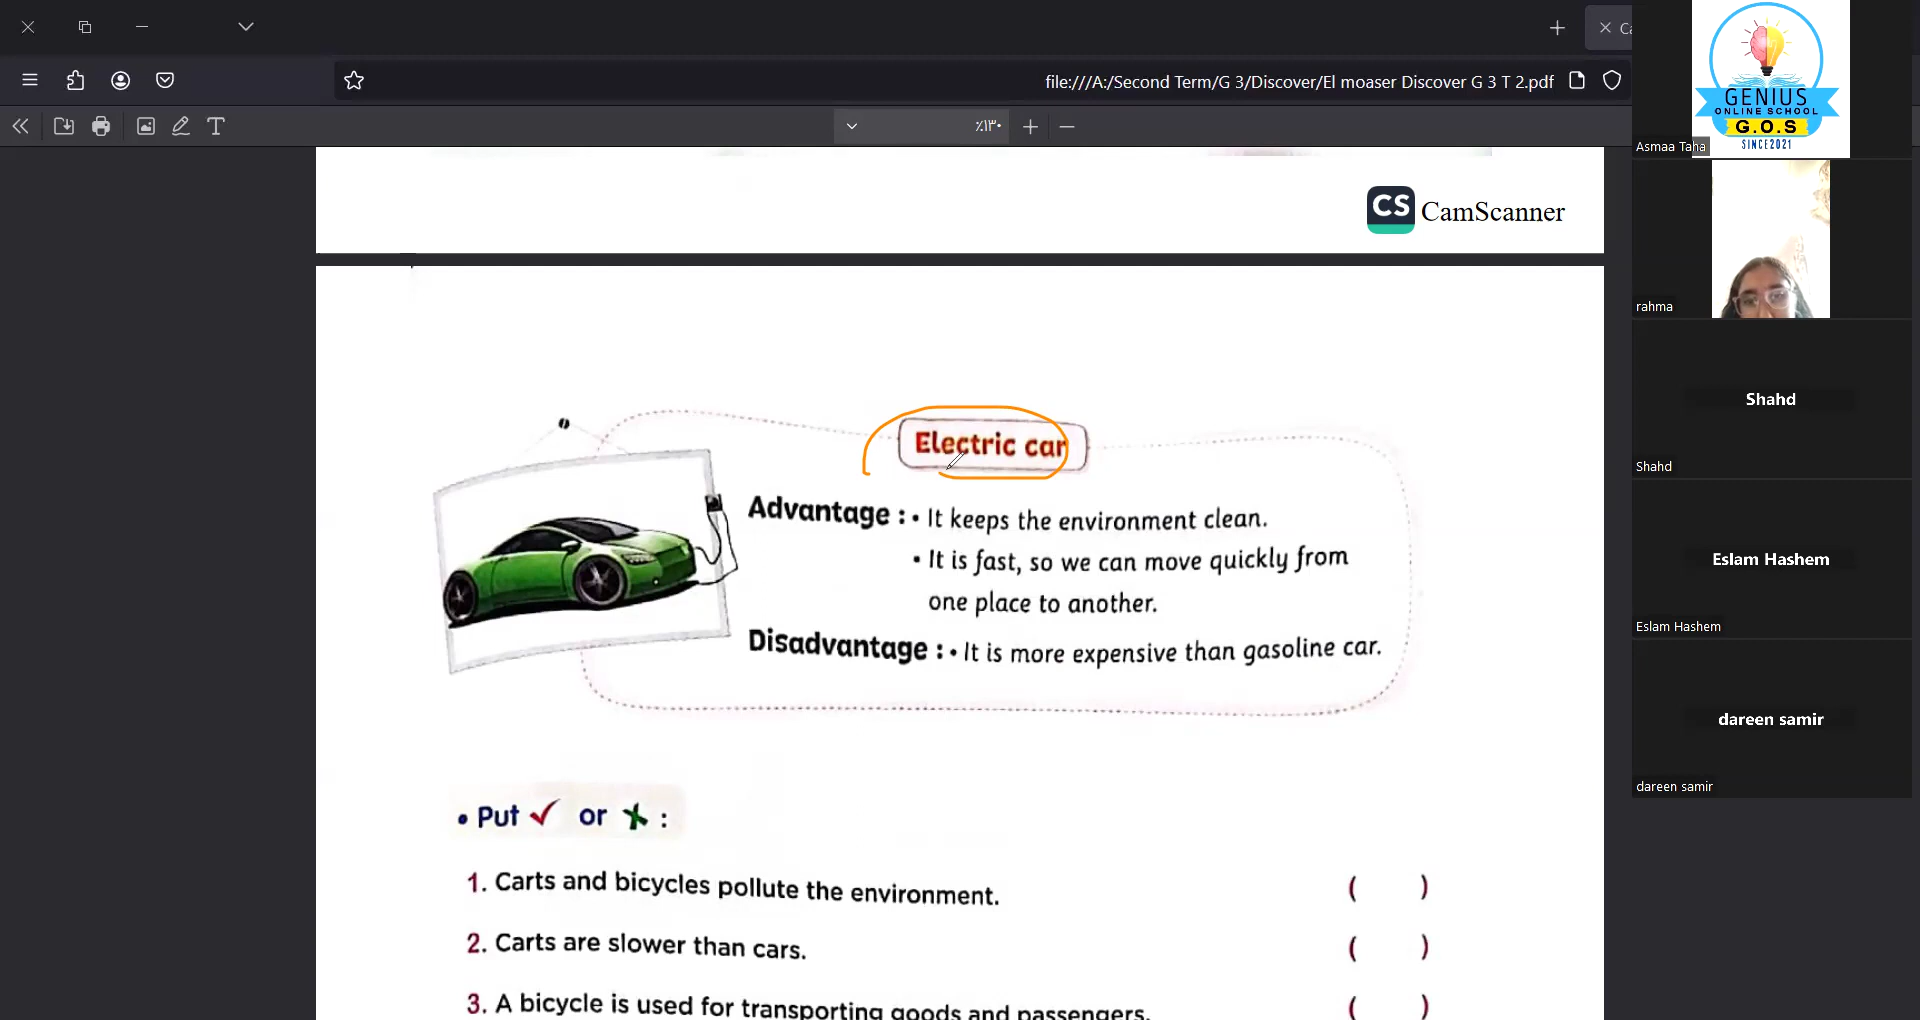 Ca
file:///A:/Second Term/G 3/Discover/El moaser Discover G 3 T 2.pdf
٪١٣٠
CS CamScanner
Electric car
Advantage : • It keeps the environment clean.
• It is fast, so we can move quickly from
one place to another.
Disadvantage : • It is more expensive than gasoline car.
• Put ✓ or ✗ :
1. Carts and bicycles pollute the environment. ( )
2. Carts are slower than cars. ( )
3. A bicycle is used for transporting goods and passengers. ( )
GENIUS
ONLINE SCHOOL
G.O.S
SINCE2021
Asmaa Taha
rahma
Shahd
Shahd
Eslam Hashem
Eslam Hashem
dareen samir
dareen samir